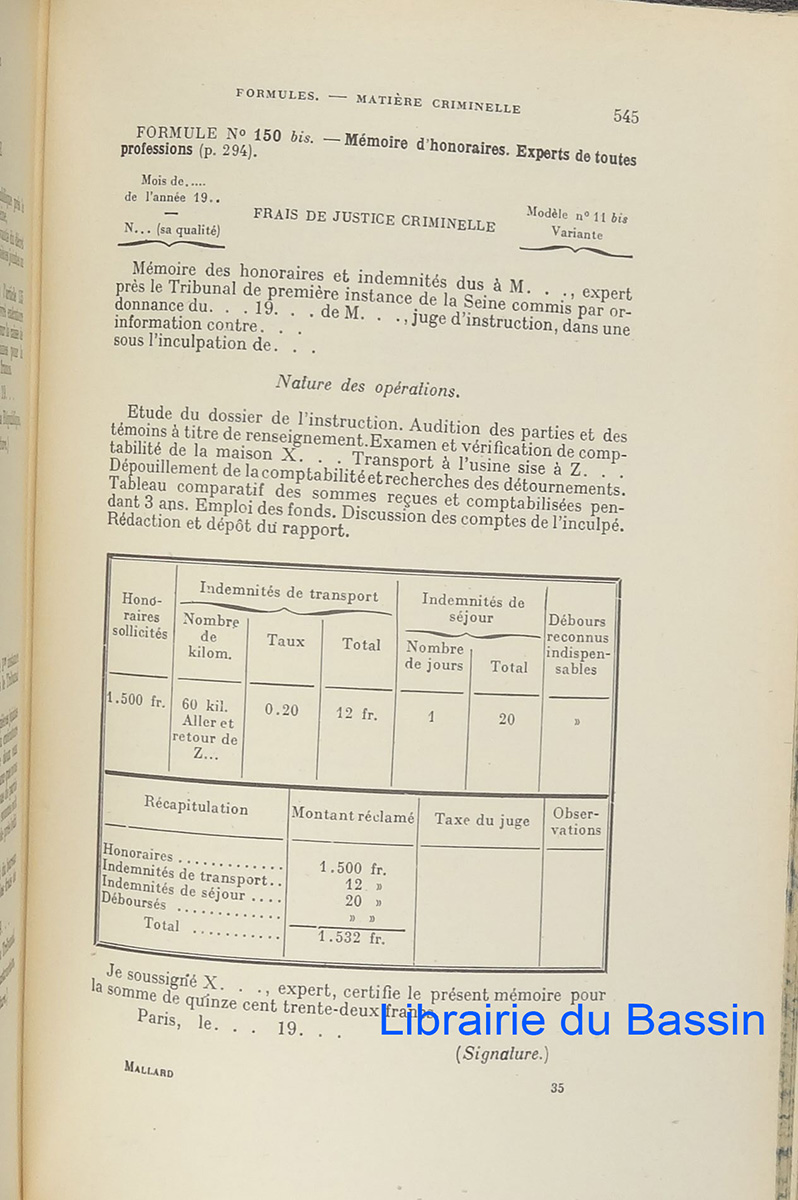 FORMULES. — MATIÈRE CRIMINELLE
545
FORMULE No 150 bis. — Mémoire d'honoraires. Experts de toutes
professions (p. 294).
Mois de.....
de l'année 19..
—
N... (sa qualité)
FRAIS DE JUSTICE CRIMINELLE
Modèle no 11 bis
Variante
Mémoire des honoraires et indemnités dus à M. . ., expert
près le Tribunal de première instance de la Seine commis par or-
donnance du. . . 19. . . de M. . . ., juge d'instruction, dans une
information contre. . .
sous l'inculpation de. . .
Nature des opérations.
Etude du dossier de l'instruction. Audition des parties et des
témoins à titre de renseignement. Examen et vérification de comp-
tabilité de la maison X. . . Transport à l'usine sise à Z. . .
Dépouillement de la comptabilité et recherches des détournements.
Tableau comparatif des sommes reçues et comptabilisées pen-
dant 3 ans. Emploi des fonds. Discussion des comptes de l'inculpé.
Rédaction et dépôt du rapport.
Hono-
raires
sollicités
Indemnités de transport
Nombre
de
kilom.
Taux
Total
Indemnités de
séjour
Nombre
de jours
Total
Débours
reconnus
indispen-
sables
1.500 fr.
60 kil.
Aller et
retour de
Z...
0.20
12 fr.
1
20
»
Récapitulation
Montant réclamé
Taxe du juge
Obser-
vations
Honoraires ............. 1.500 fr.
Indemnités de transport.. 12 »
Indemnités de séjour .... 20 »
Déboursés ............. » »
Total ........... 1.532 fr.
Je soussigné X. . . ., expert, certifie le présent mémoire pour
la somme de quinze cent trente-deux francs.
Paris, le. . . 19. . .
Librairie du Bassin
(Signature.)
MALLARD
35